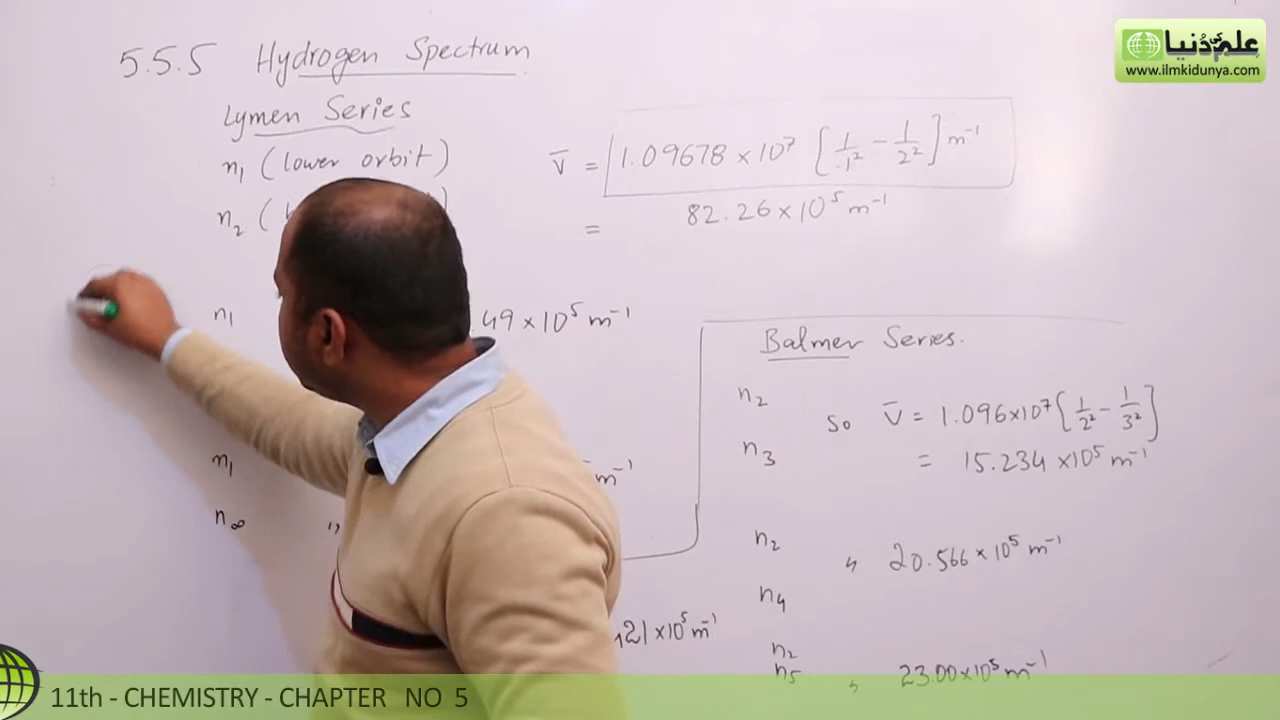 5.5.5 Hydrogen Spectrum
Lymen Series
n₁ (lower orbit)
n₂ (
V̄ = 1.09678 × 10⁷ [1/1² - 1/2²] m⁻¹
= 82.26 × 10⁵ m⁻¹
n₁
.49 × 10⁵ m⁻¹
n₁
m⁻¹
n∞ "
121 × 10⁵ m⁻¹
Balmer Series.
n₂
So V̄ = 1.096×10⁷ [1/2² - 1/3²]
n₃
= 15.234 × 10⁵ m⁻¹
n₂
" 20.566 × 10⁵ m⁻¹
n₄
n₂
n₅ " 23.00 × 10⁵ m⁻¹
علم کی دُنیا
www.ilmkidunya.com
11th - CHEMISTRY - CHAPTER NO 5